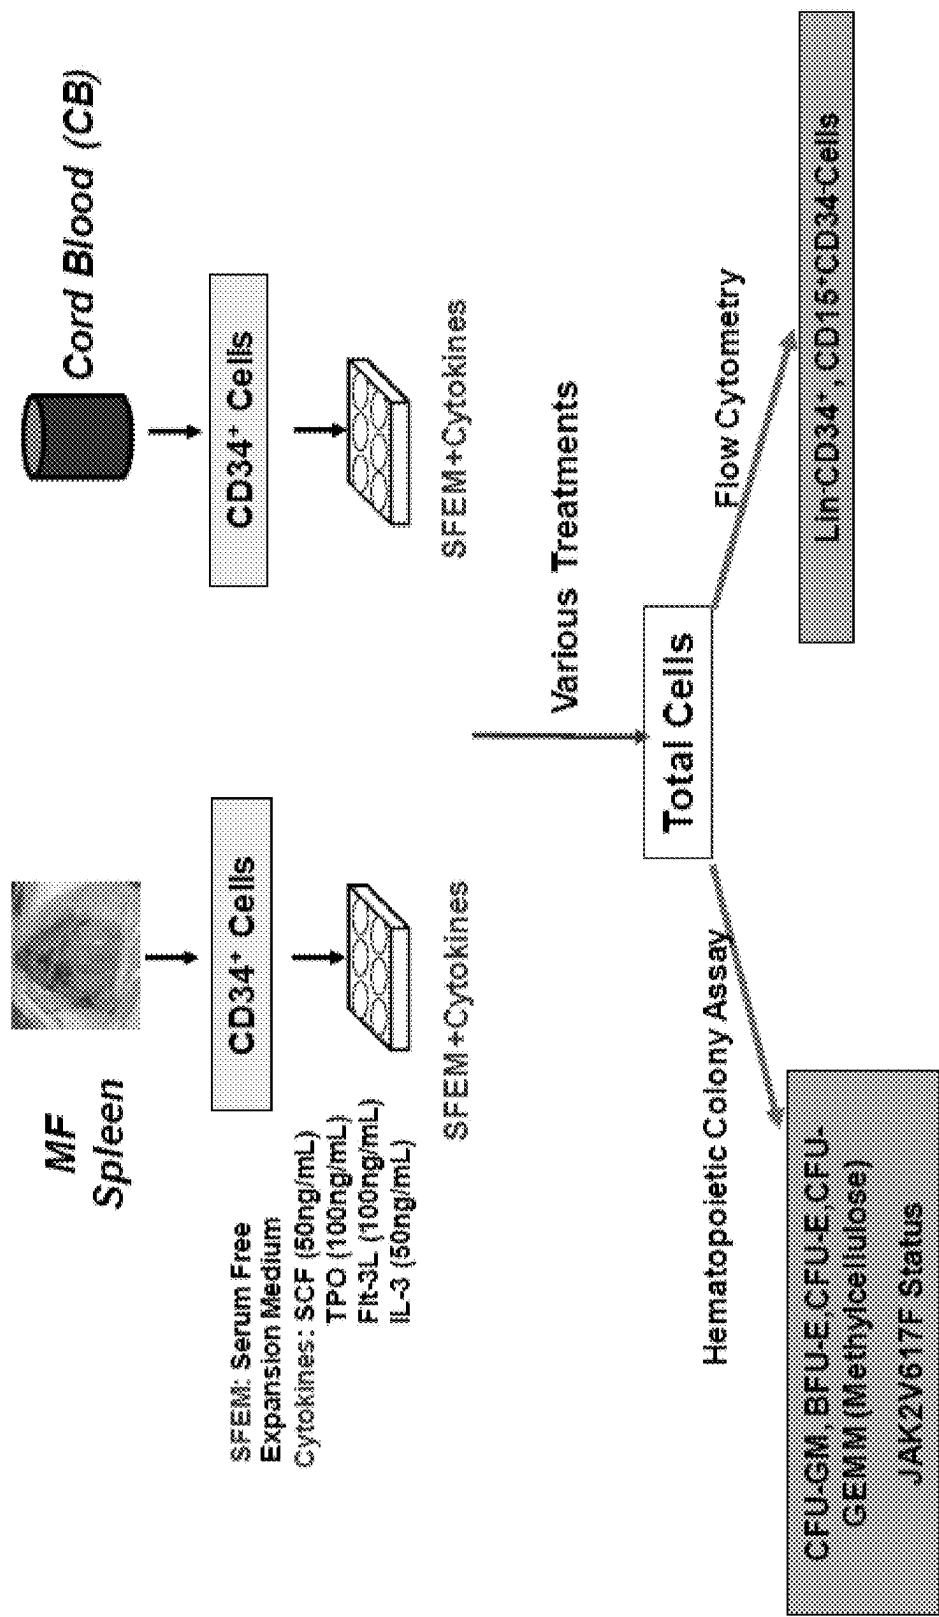 MF
Spleen
Cord Blood (CB)
CD34⁺ Cells
CD34⁺ Cells
SFEM: Serum Free
Expansion Medium
Cytokines: SCF (50ng/mL)
TPO (100ng/mL)
Flt-3L (100ng/mL)
IL-3 (50ng/mL)
SFEM+Cytokines
SFEM+Cytokines
Various Treatments
Total Cells
Hematopoietic Colony Assay
Flow Cytometry
CFU-GM, BFU-E,CFU-E,CFU-
GEMM (Methylcellulose)
JAK2V617F Status
Lin⁻CD34⁺, CD15⁺CD34⁻Cells